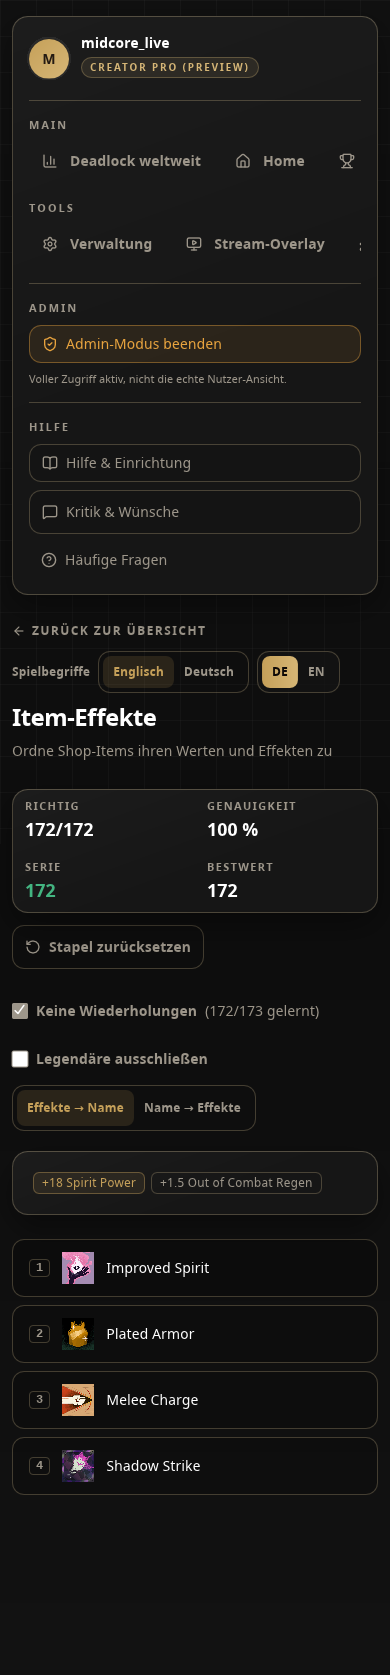 M
midcore_live
CREATOR PRO (PREVIEW)
MAIN
Deadlock weltweit Home
TOOLS
Verwaltung Stream-Overlay
ADMIN
Admin-Modus beenden
Voller Zugriff aktiv, nicht die echte Nutzer-Ansicht.
HILFE
Hilfe & Einrichtung
Kritik & Wünsche
Häufige Fragen
← ZURÜCK ZUR ÜBERSICHT
Spielbegriffe Englisch Deutsch DE EN
Item-Effekte
Ordne Shop-Items ihren Werten und Effekten zu
RICHTIG GENAUIGKEIT
172/172 100 %
SERIE BESTWERT
172 172
Stapel zurücksetzen
Keine Wiederholungen (172/173 gelernt)
Legendäre ausschließen
Effekte → Name Name → Effekte
+18 Spirit Power +1.5 Out of Combat Regen
1 Improved Spirit
2 Plated Armor
3 Melee Charge
4 Shadow Strike